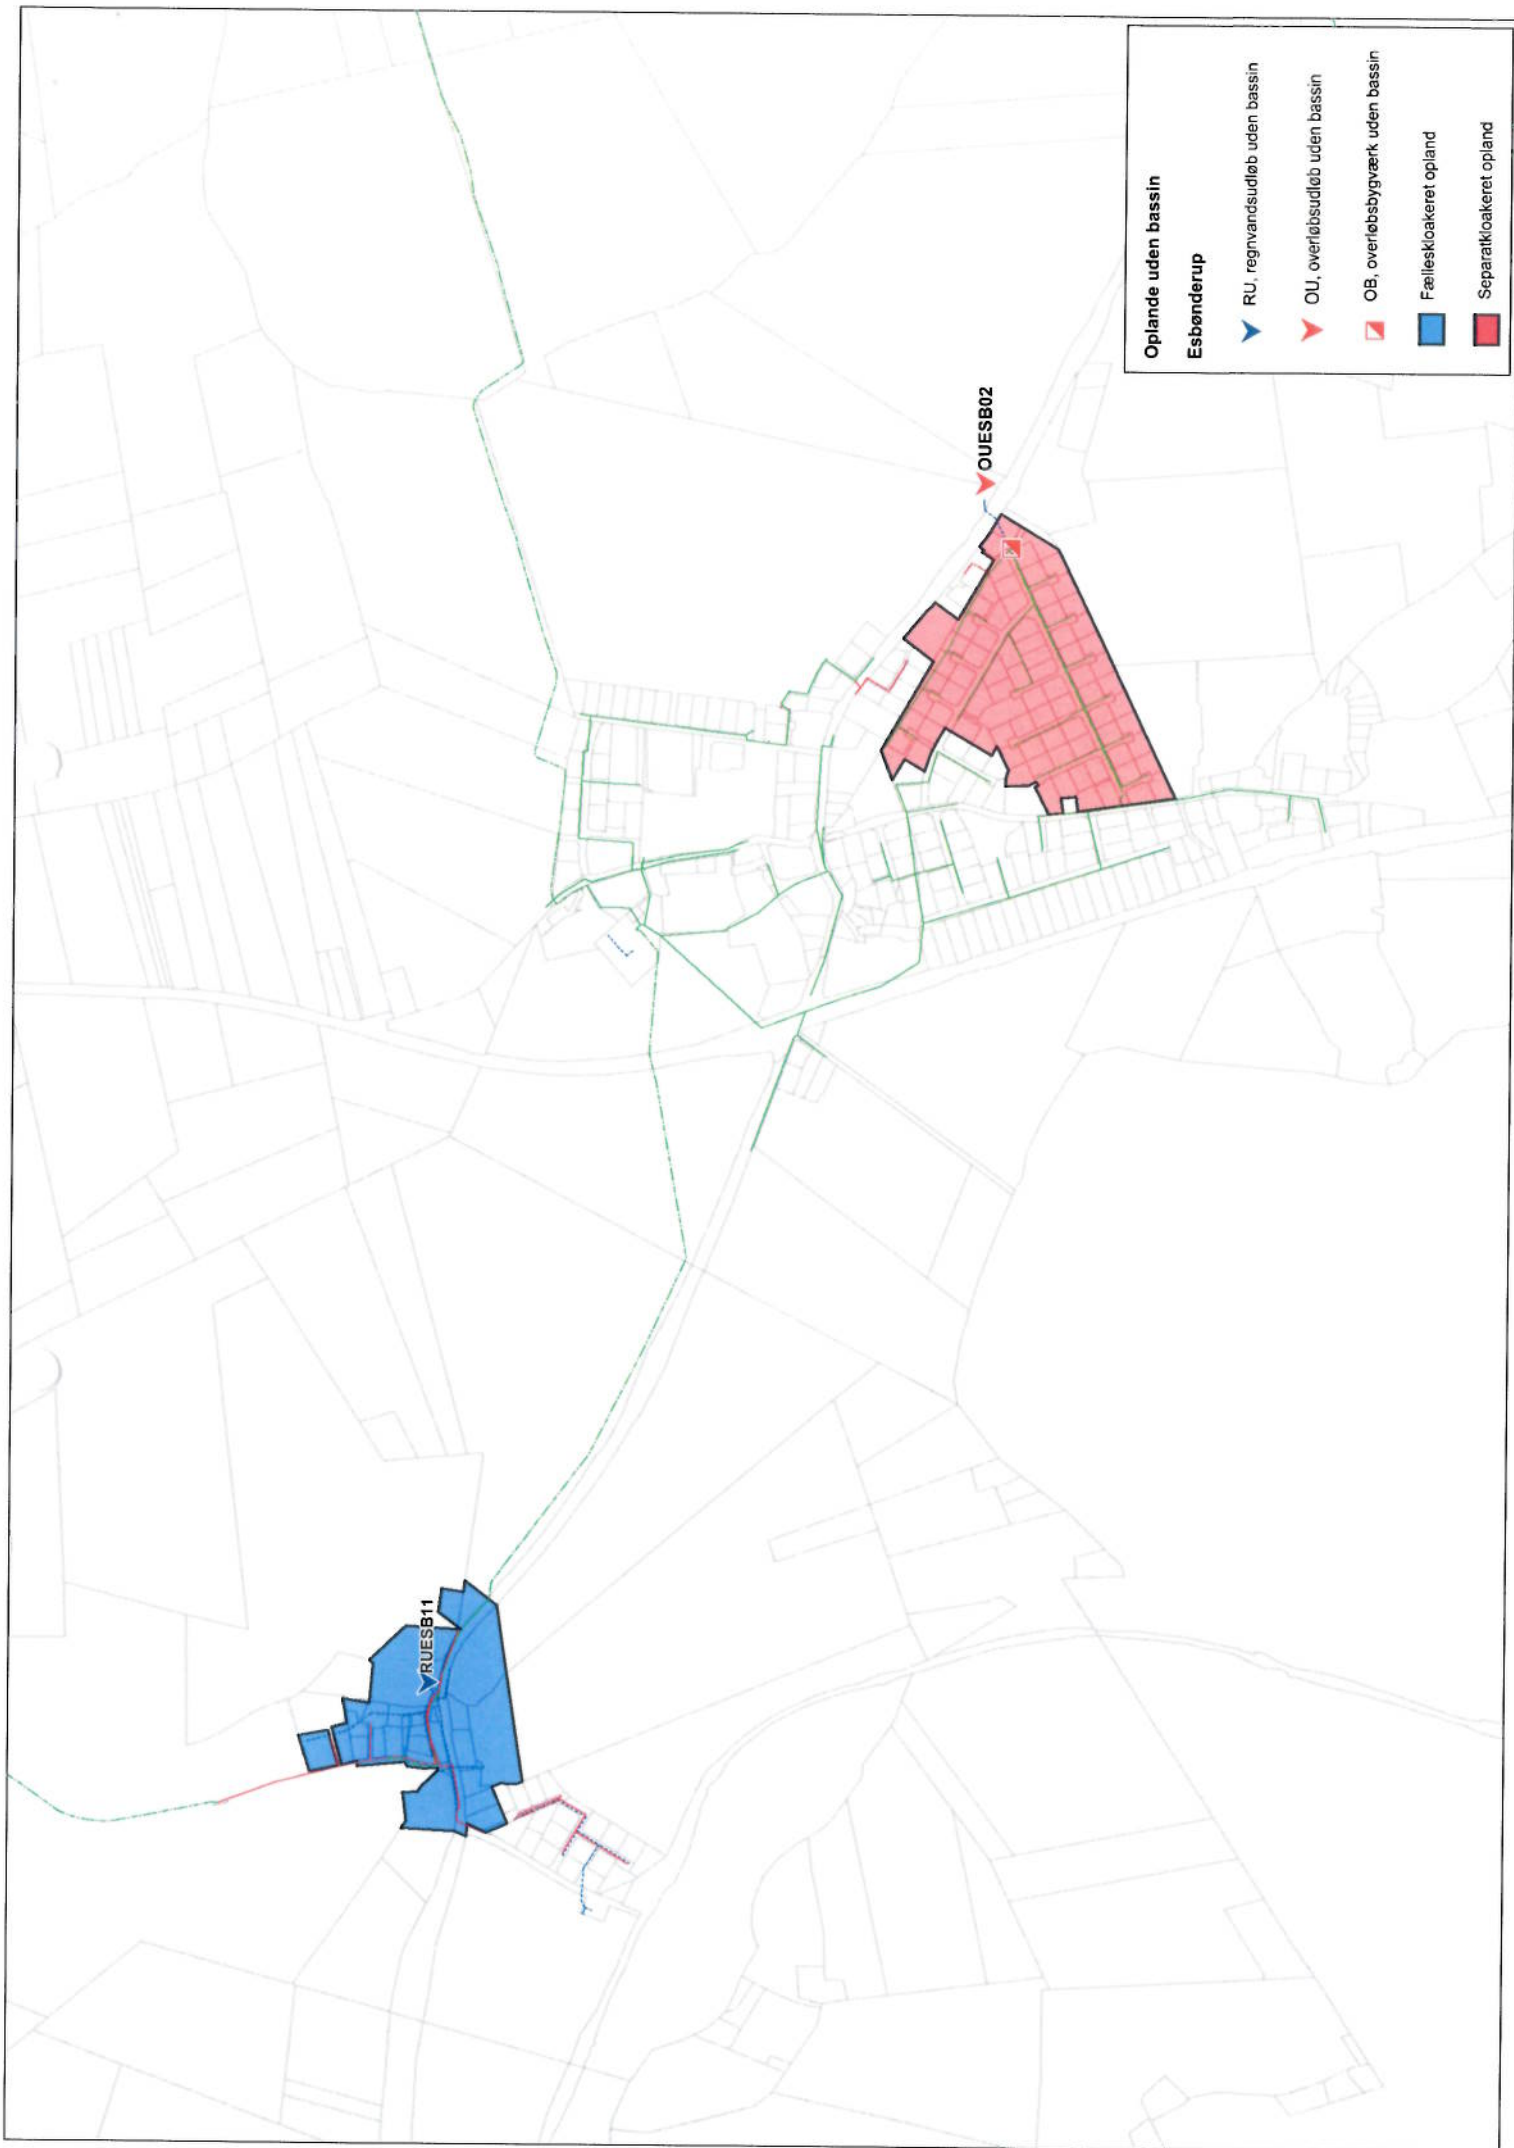 Oplande uden bassin
Esbønderup
RU, regnvandsudløb uden bassin
OU, overløbsudløb uden bassin
OB, overløbsbygværk uden bassin
Fælleskloakeret opland
Separatkloakeret opland
OUESB02
RUESB11